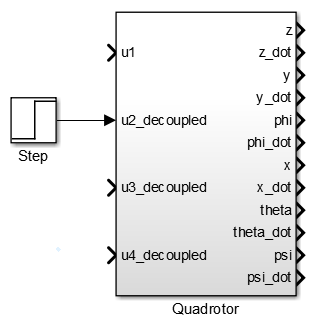 z
u1
z_dot
y
y_dot
u2_decoupled
phi
phi_dot
Step
x
u3_decoupled
x_dot
theta
theta_dot
u4_decoupled
psi
psi_dot
Quadrotor